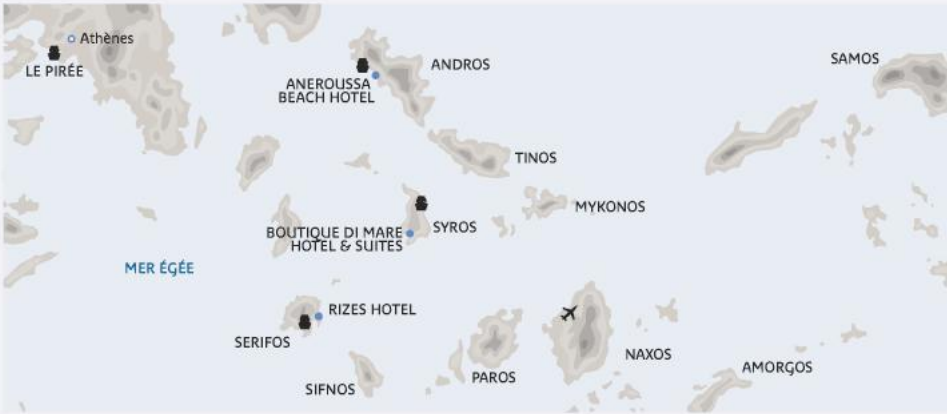 Athènes
LE PIRÉE
ANEROUSSA
BEACH HOTEL
ANDROS
SAMOS
TINOS
MYKONOS
SYROS
BOUTIQUE DI MARE
HOTEL & SUITES
MER ÉGÉE
RIZES HOTEL
SERIFOS
SIFNOS
PAROS
NAXOS
AMORGOS